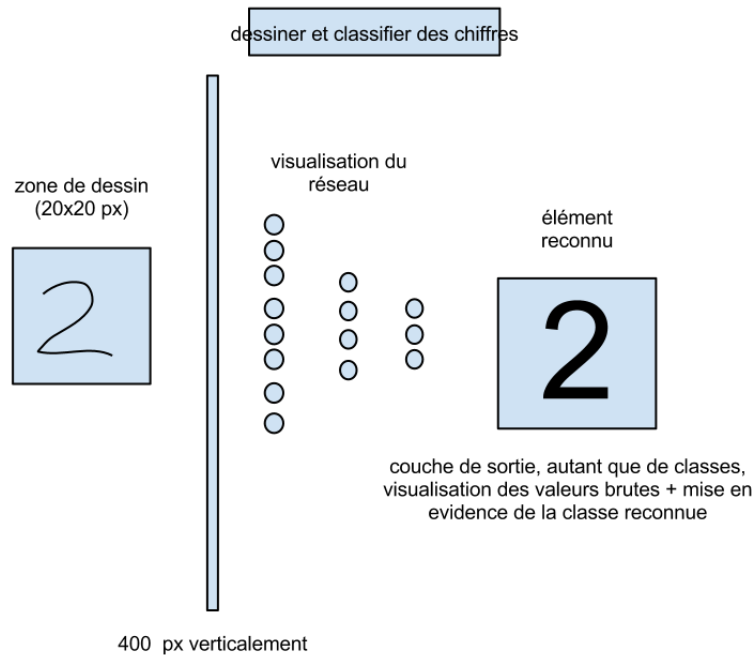 dessiner et classifier des chiffres
visualisation du
réseau
zone de dessin
(20x20 px)
élément
reconnu
2
2
couche de sortie, autant que de classes,
visualisation des valeurs brutes + mise en
evidence de la classe reconnue
400 px verticalement